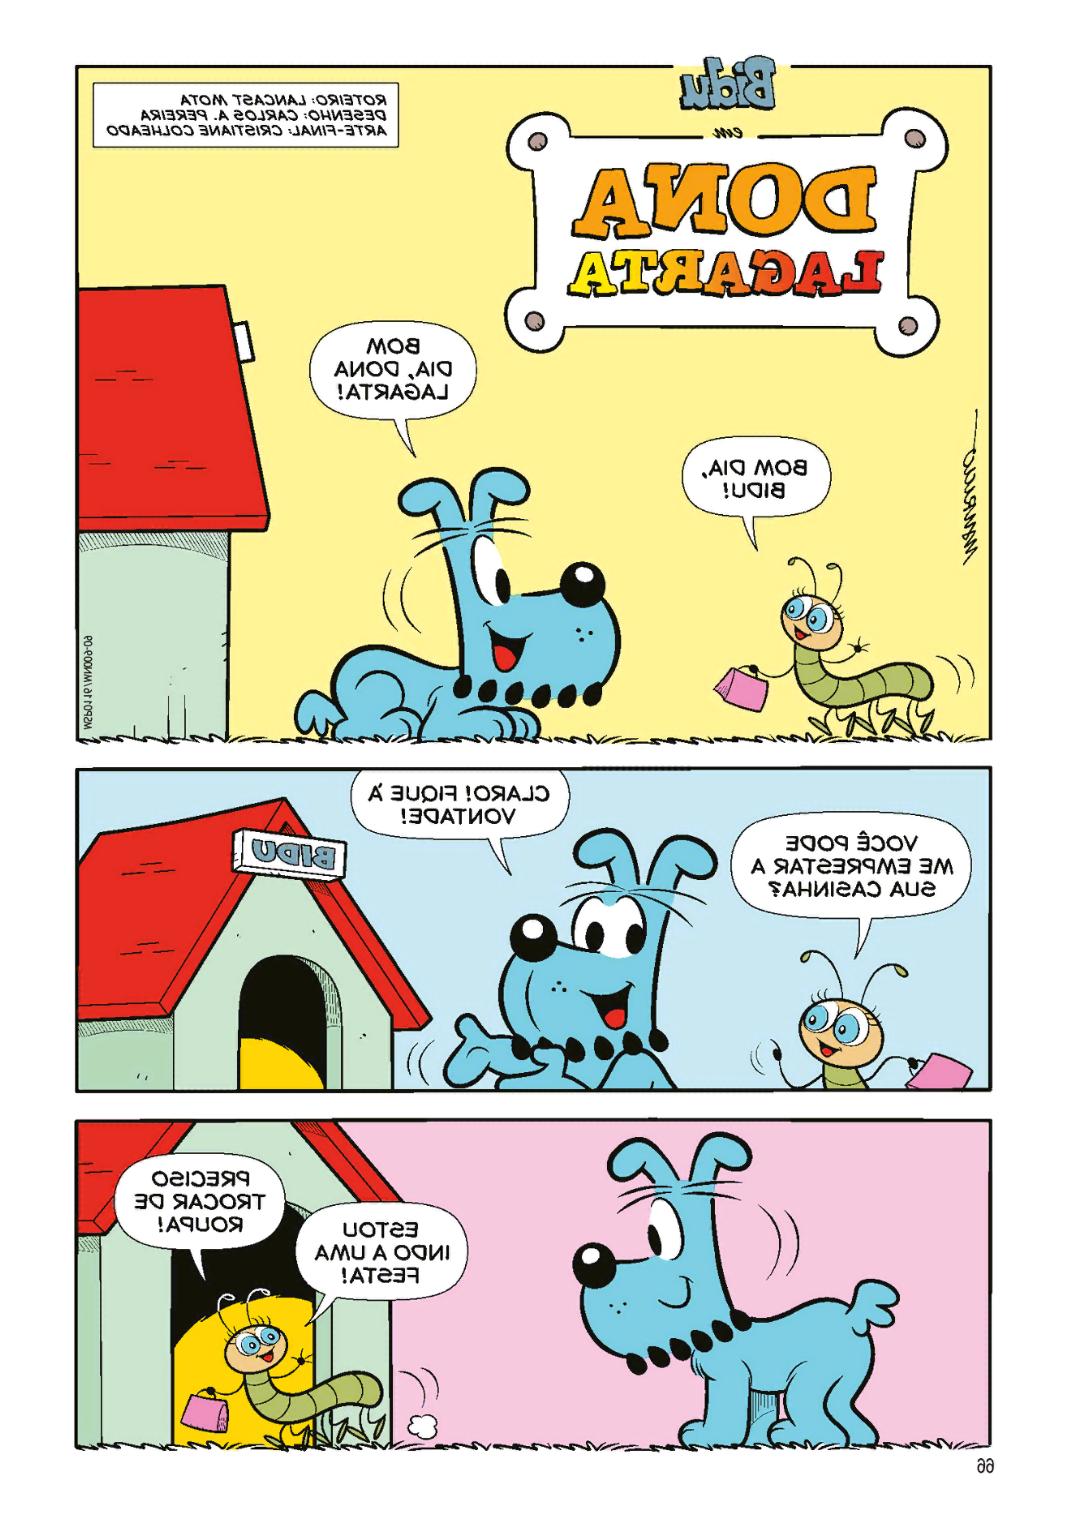 Bidu
em
DONA
LAGARTA
ROTEIRO: LANCAST MOTA
DESENHO: CARLOS A. PEREIRA
ARTE-FINAL: CRISTIANE COLHEADO
BOM DIA,
BIDU!
BOM
DIA, DONA
LAGARTA!
MAURICIO
VOCÊ PODE
ME EMPRESTAR A
SUA CASINHA?
CLARO! FIQUE À
VONTADE!
BIDU
PRECISO
TROCAR DE
ROUPA!
ESTOU
INDO A UMA
FESTA!
66